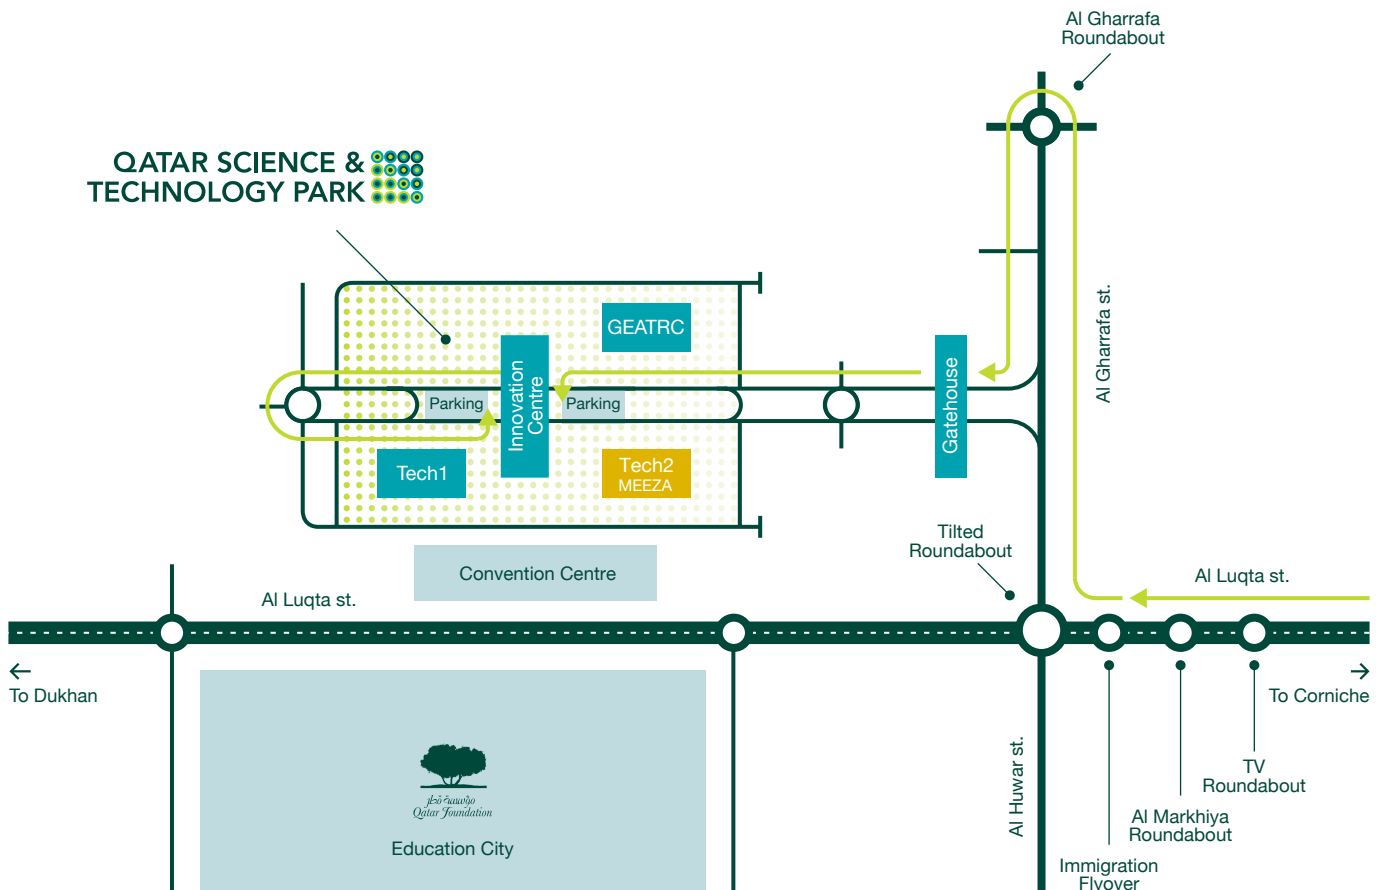 Al Gharrafa
Roundabout
QATAR SCIENCE &
TECHNOLOGY PARK
GEATRC
Innovation
Centre
Parking
Parking
Gatehouse
Al Gharrafa st.
Tech1
Tech2
MEEZA
Tilted
Roundabout
Convention Centre
Al Luqta st.
Al Luqta st.
To Dukhan
To Corniche
Al Huwar st.
TV
Roundabout
Al Markhiya
Roundabout
Immigration
Flyover
مؤسسة قطر
Qatar Foundation
Education City